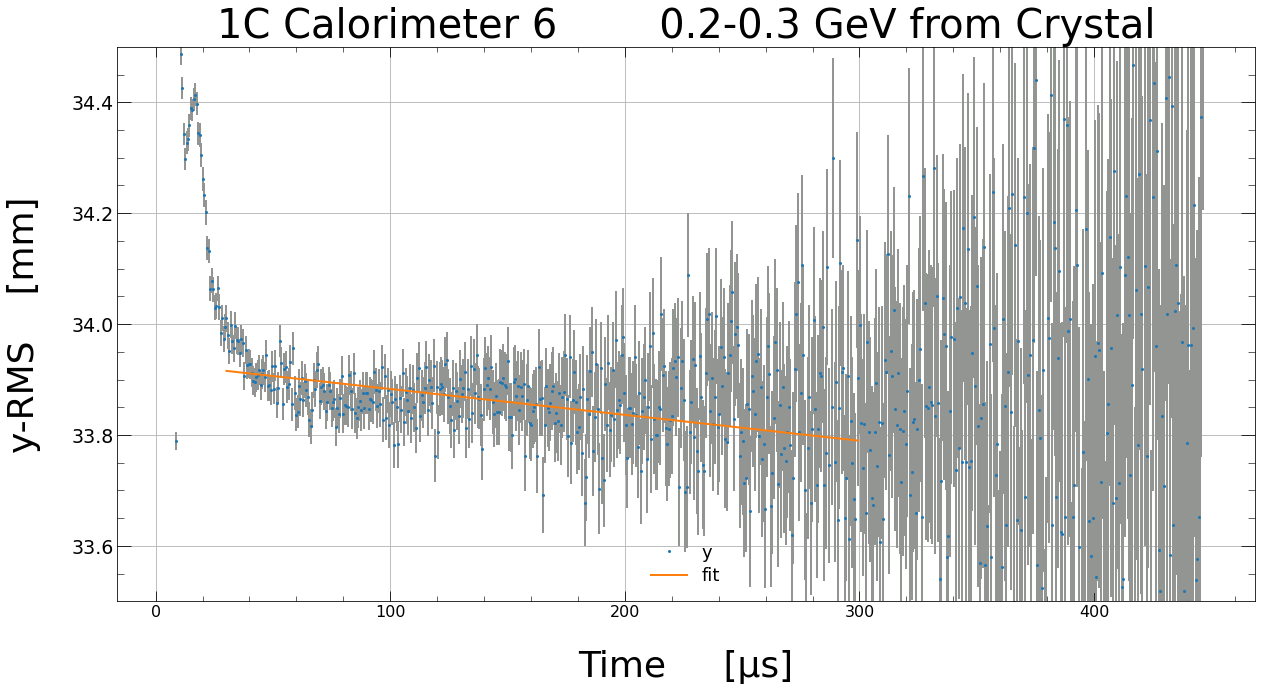 1C Calorimeter 6 0.2-0.3 GeV from Crystal
y-RMS [mm]
34.4
34.2
34.0
33.8
33.6
y
fit
0 100 200 300 400
Time [μs]